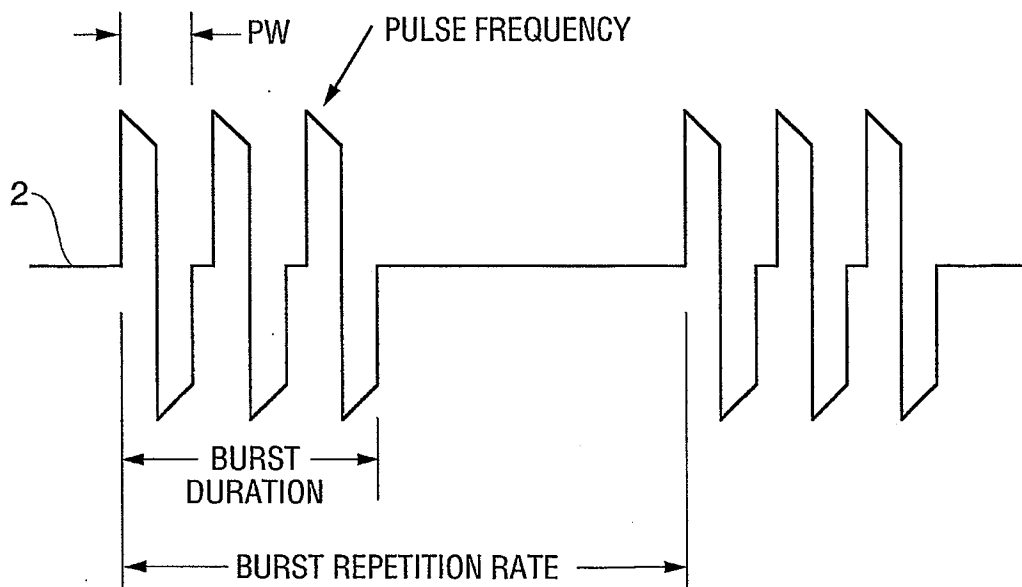 PW
PULSE FREQUENCY
2
BURST
DURATION
BURST REPETITION RATE